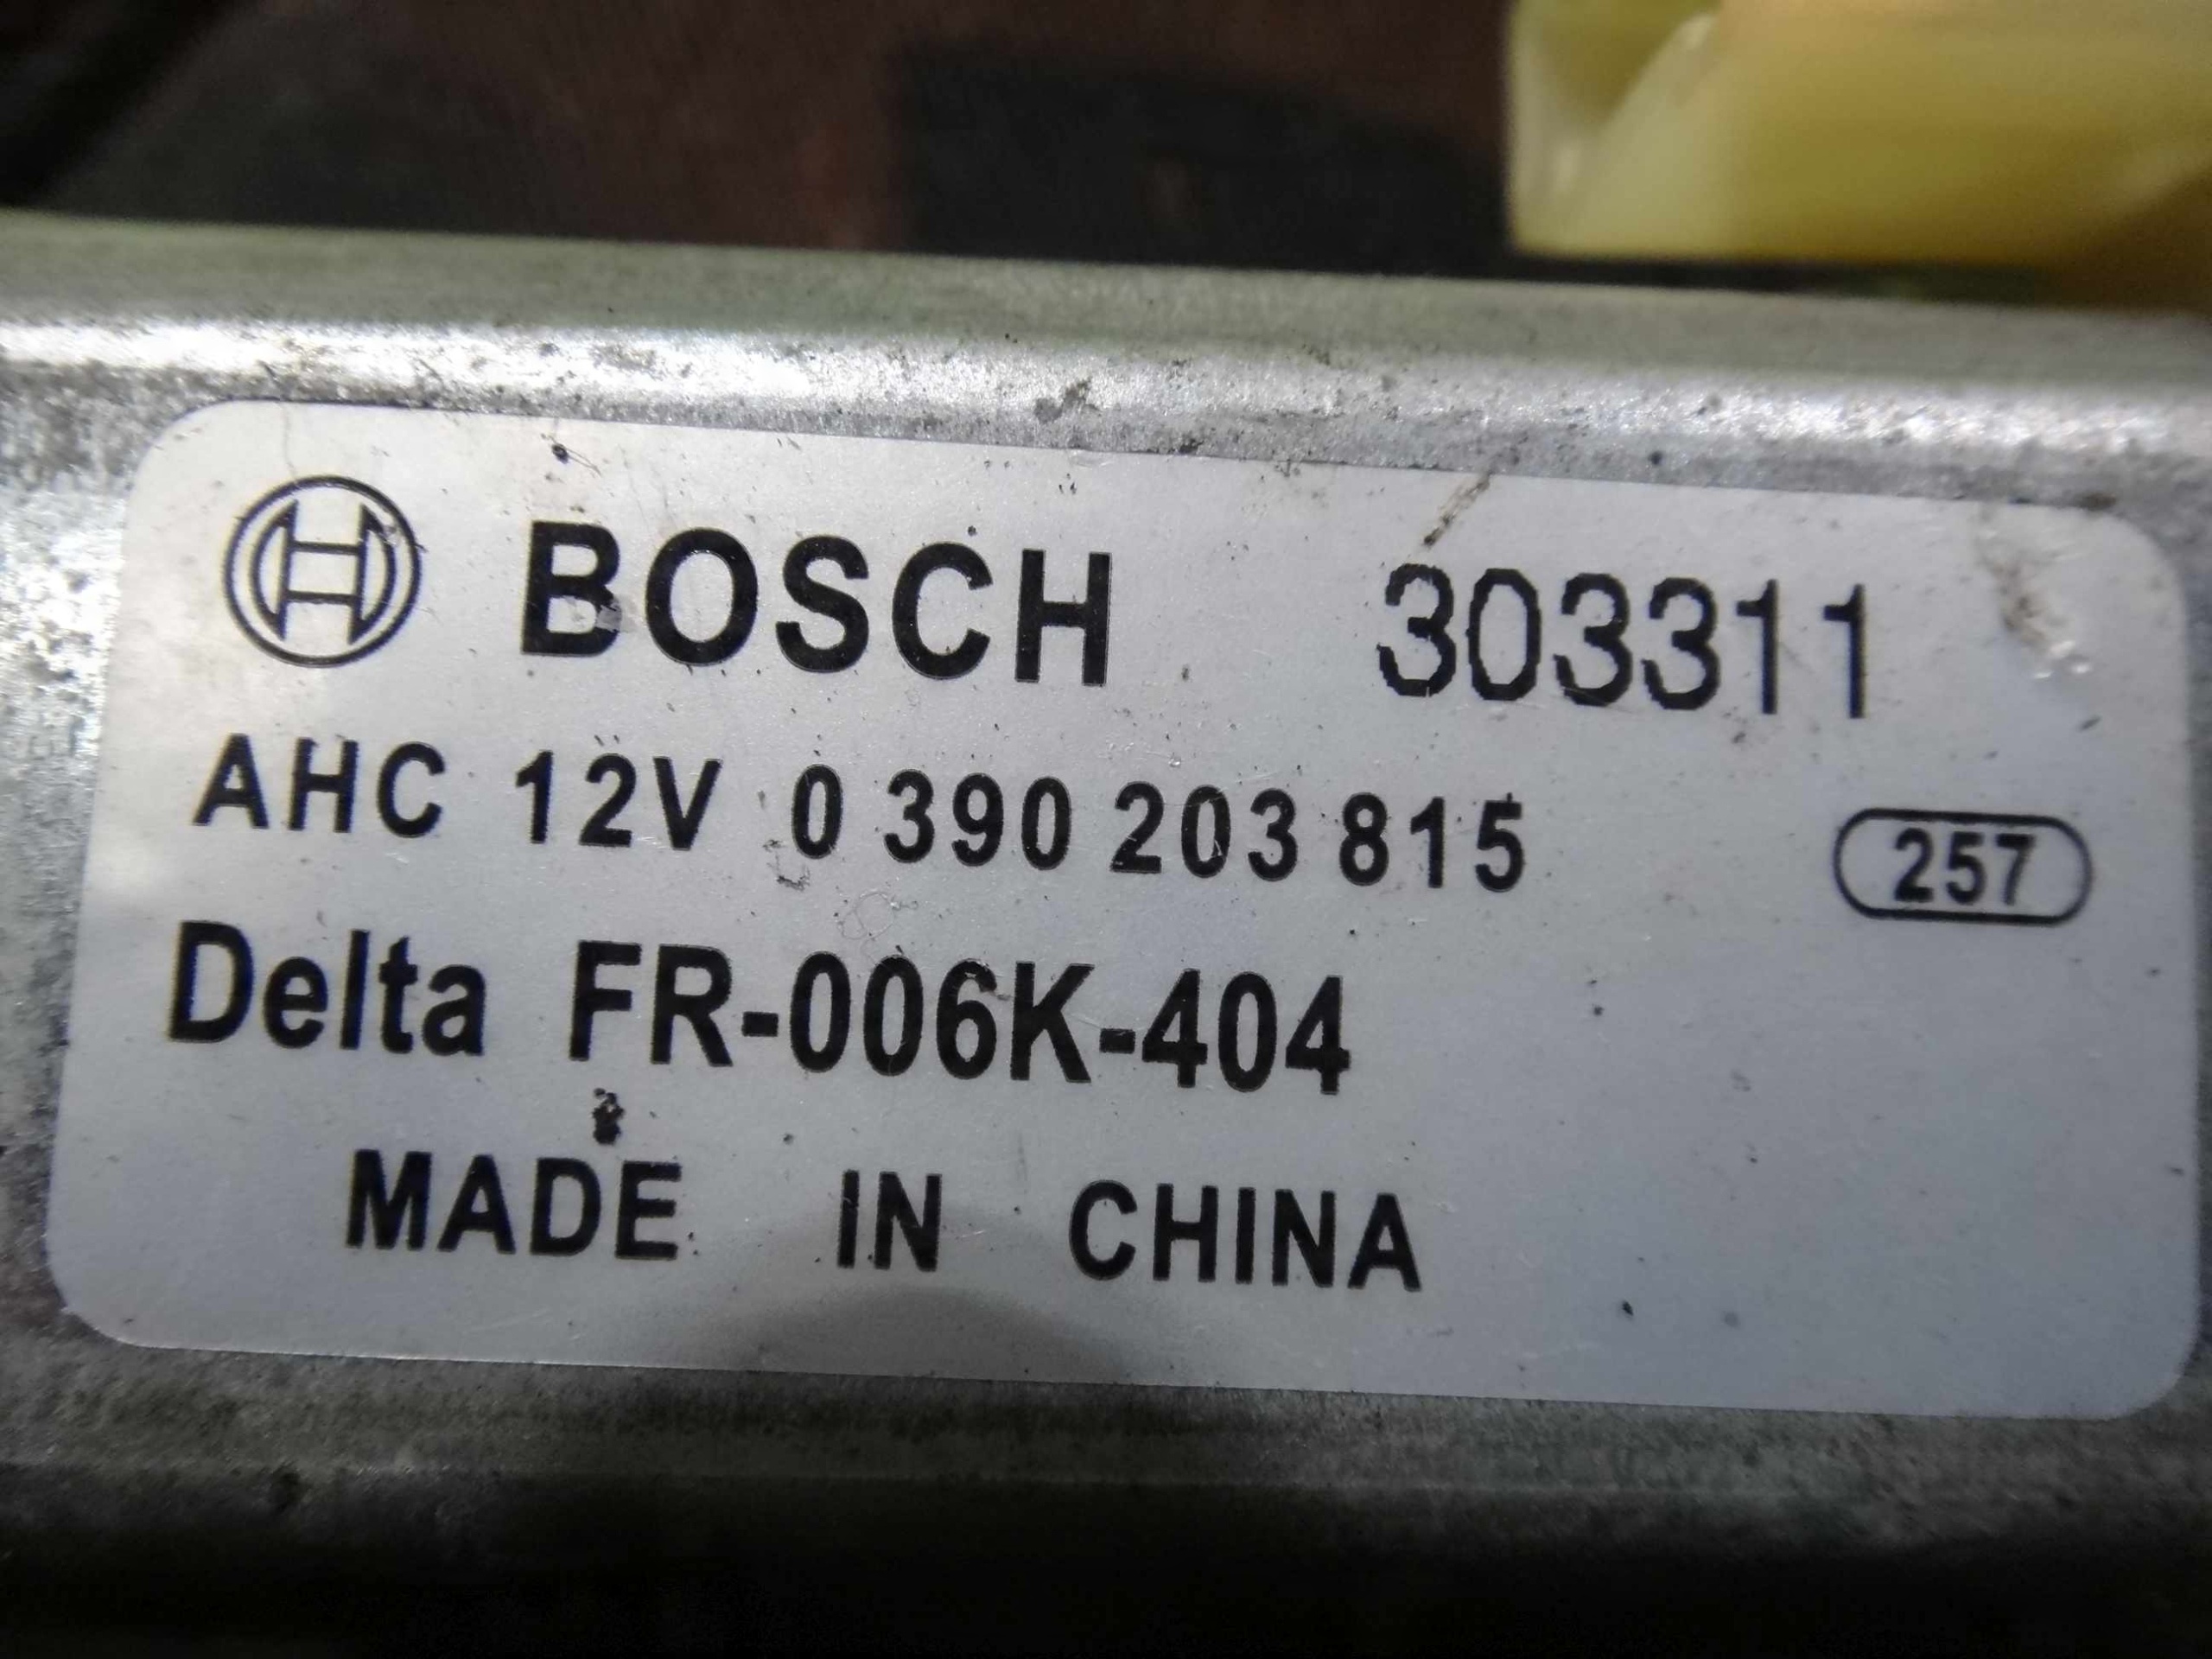 BOSCH 303311
AHC 12V 0 390 203 815 257
Delta FR-006K-404
MADE IN CHINA